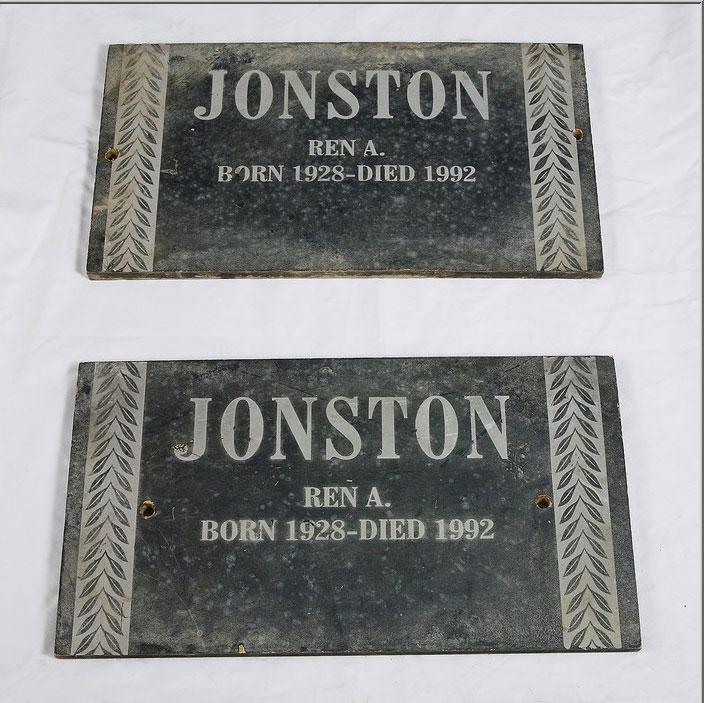 JONSTON
REN A.
BORN 1928-DIED 1992
JONSTON
REN A.
BORN 1928-DIED 1992